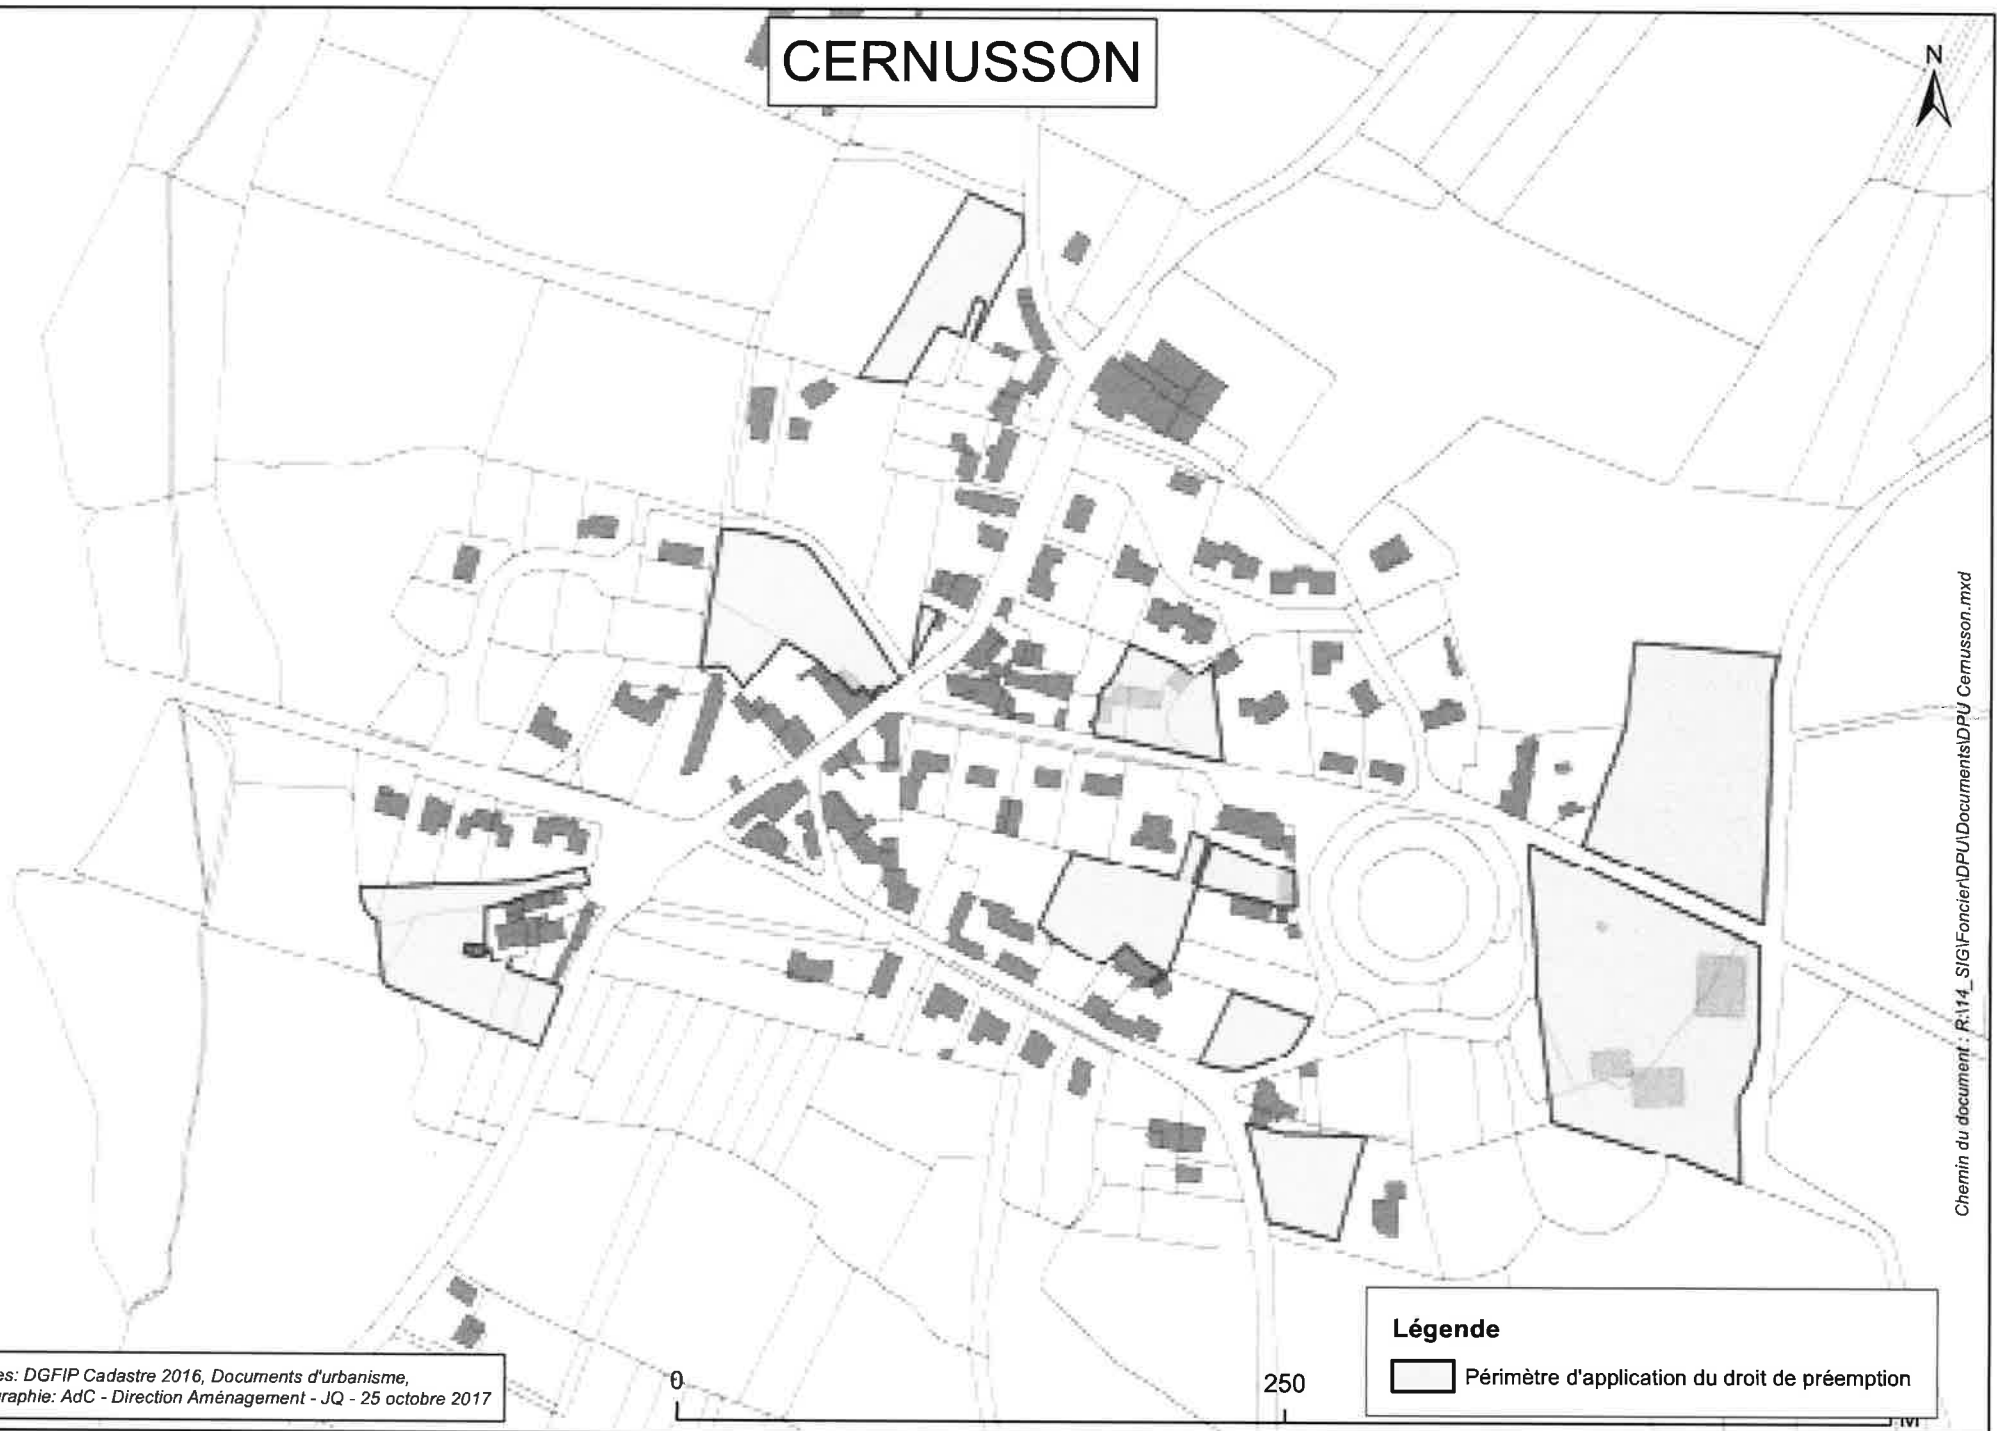 CERNUSSON
N
Chemin du document : R:\14_SIG\Foncier\DPU\Documents\DPU Cernusson.mxd
Légende
Périmètre d'application du droit de préemption
es: DGFIP Cadastre 2016, Documents d'urbanisme,
raphie: AdC - Direction Aménagement - JQ - 25 octobre 2017
0 250
M